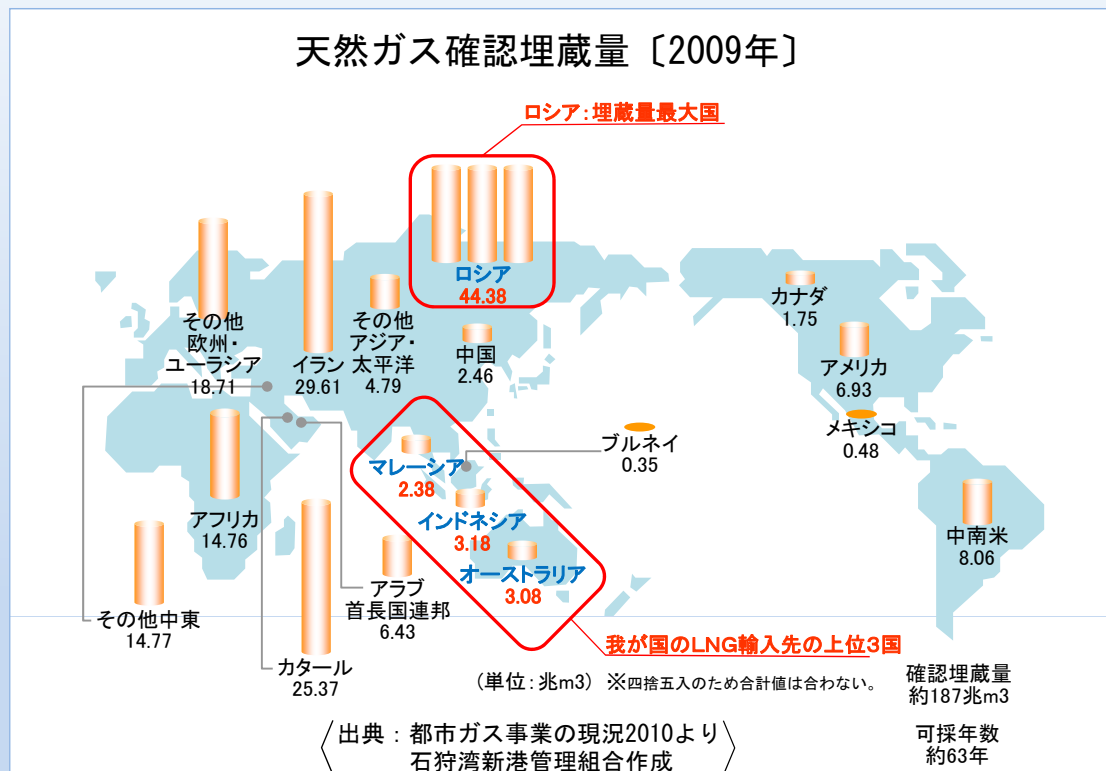 天然ガス確認埋蔵量〔2009年〕
ロシア：埋蔵量最大国
ロシア
44.38
その他
欧州・
ユーラシア
18.71
イラン
29.61
その他
アジア・
太平洋
4.79
中国
2.46
カナダ
1.75
アメリカ
6.93
メキシコ
0.48
ブルネイ
0.35
マレーシア
2.38
インドネシア
3.18
オーストラリア
3.08
アフリカ
14.76
中南米
8.06
その他中東
14.77
アラブ
首長国連邦
6.43
カタール
25.37
我が国のLNG輸入先の上位3国
（単位：兆m3）※四捨五入のため合計値は合わない。
確認埋蔵量
約187兆m3
可採年数
約63年
〈出典：都市ガス事業の現況2010より
石狩湾新港管理組合作成〉